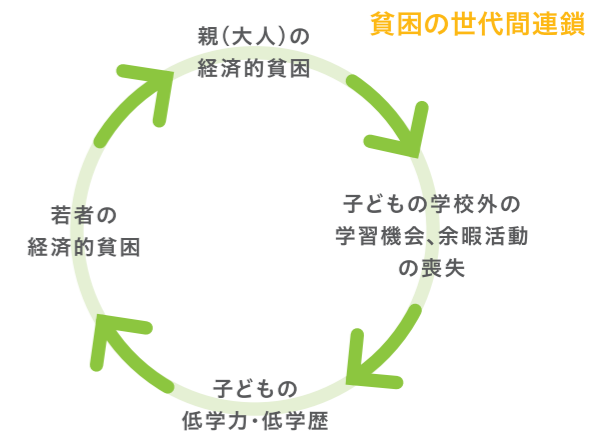 貧困の世代間連鎖
親(大人)の
経済的貧困
子どもの学校外の
学習機会、余暇活動
の喪失
子どもの
低学力・低学歴
若者の
経済的貧困